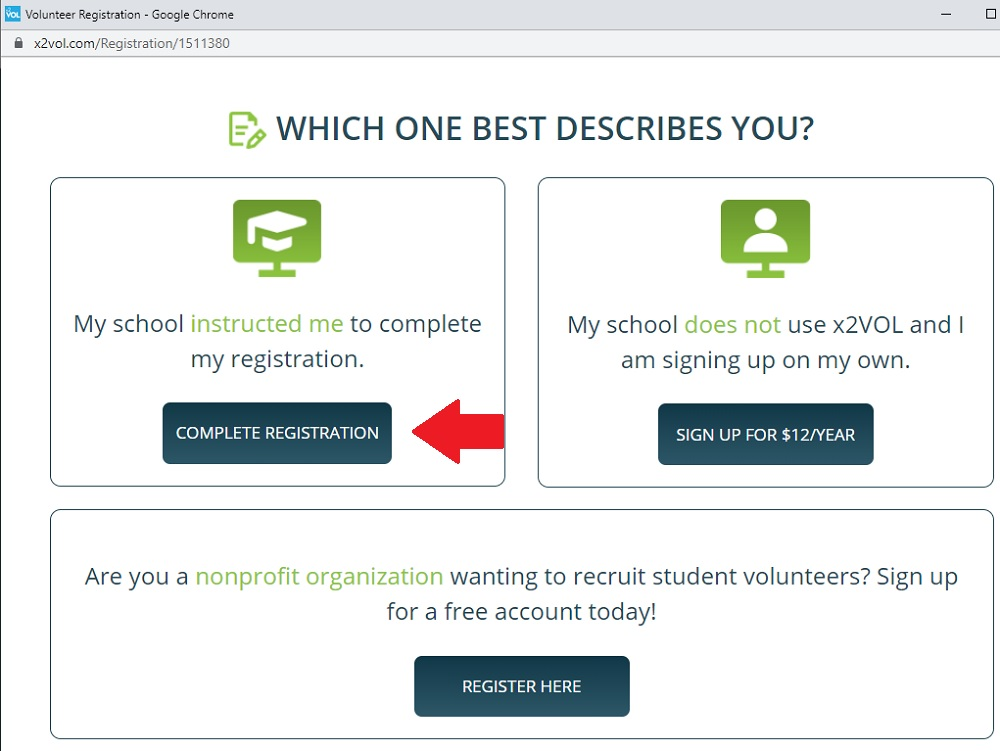 VOL Volunteer Registration - Google Chrome
x2vol.com/Registration/1511380
WHICH ONE BEST DESCRIBES YOU?
My school instructed me to complete
my registration.
COMPLETE REGISTRATION
My school does not use x2VOL and I
am signing up on my own.
SIGN UP FOR $12/YEAR
Are you a nonprofit organization wanting to recruit student volunteers? Sign up
for a free account today!
REGISTER HERE